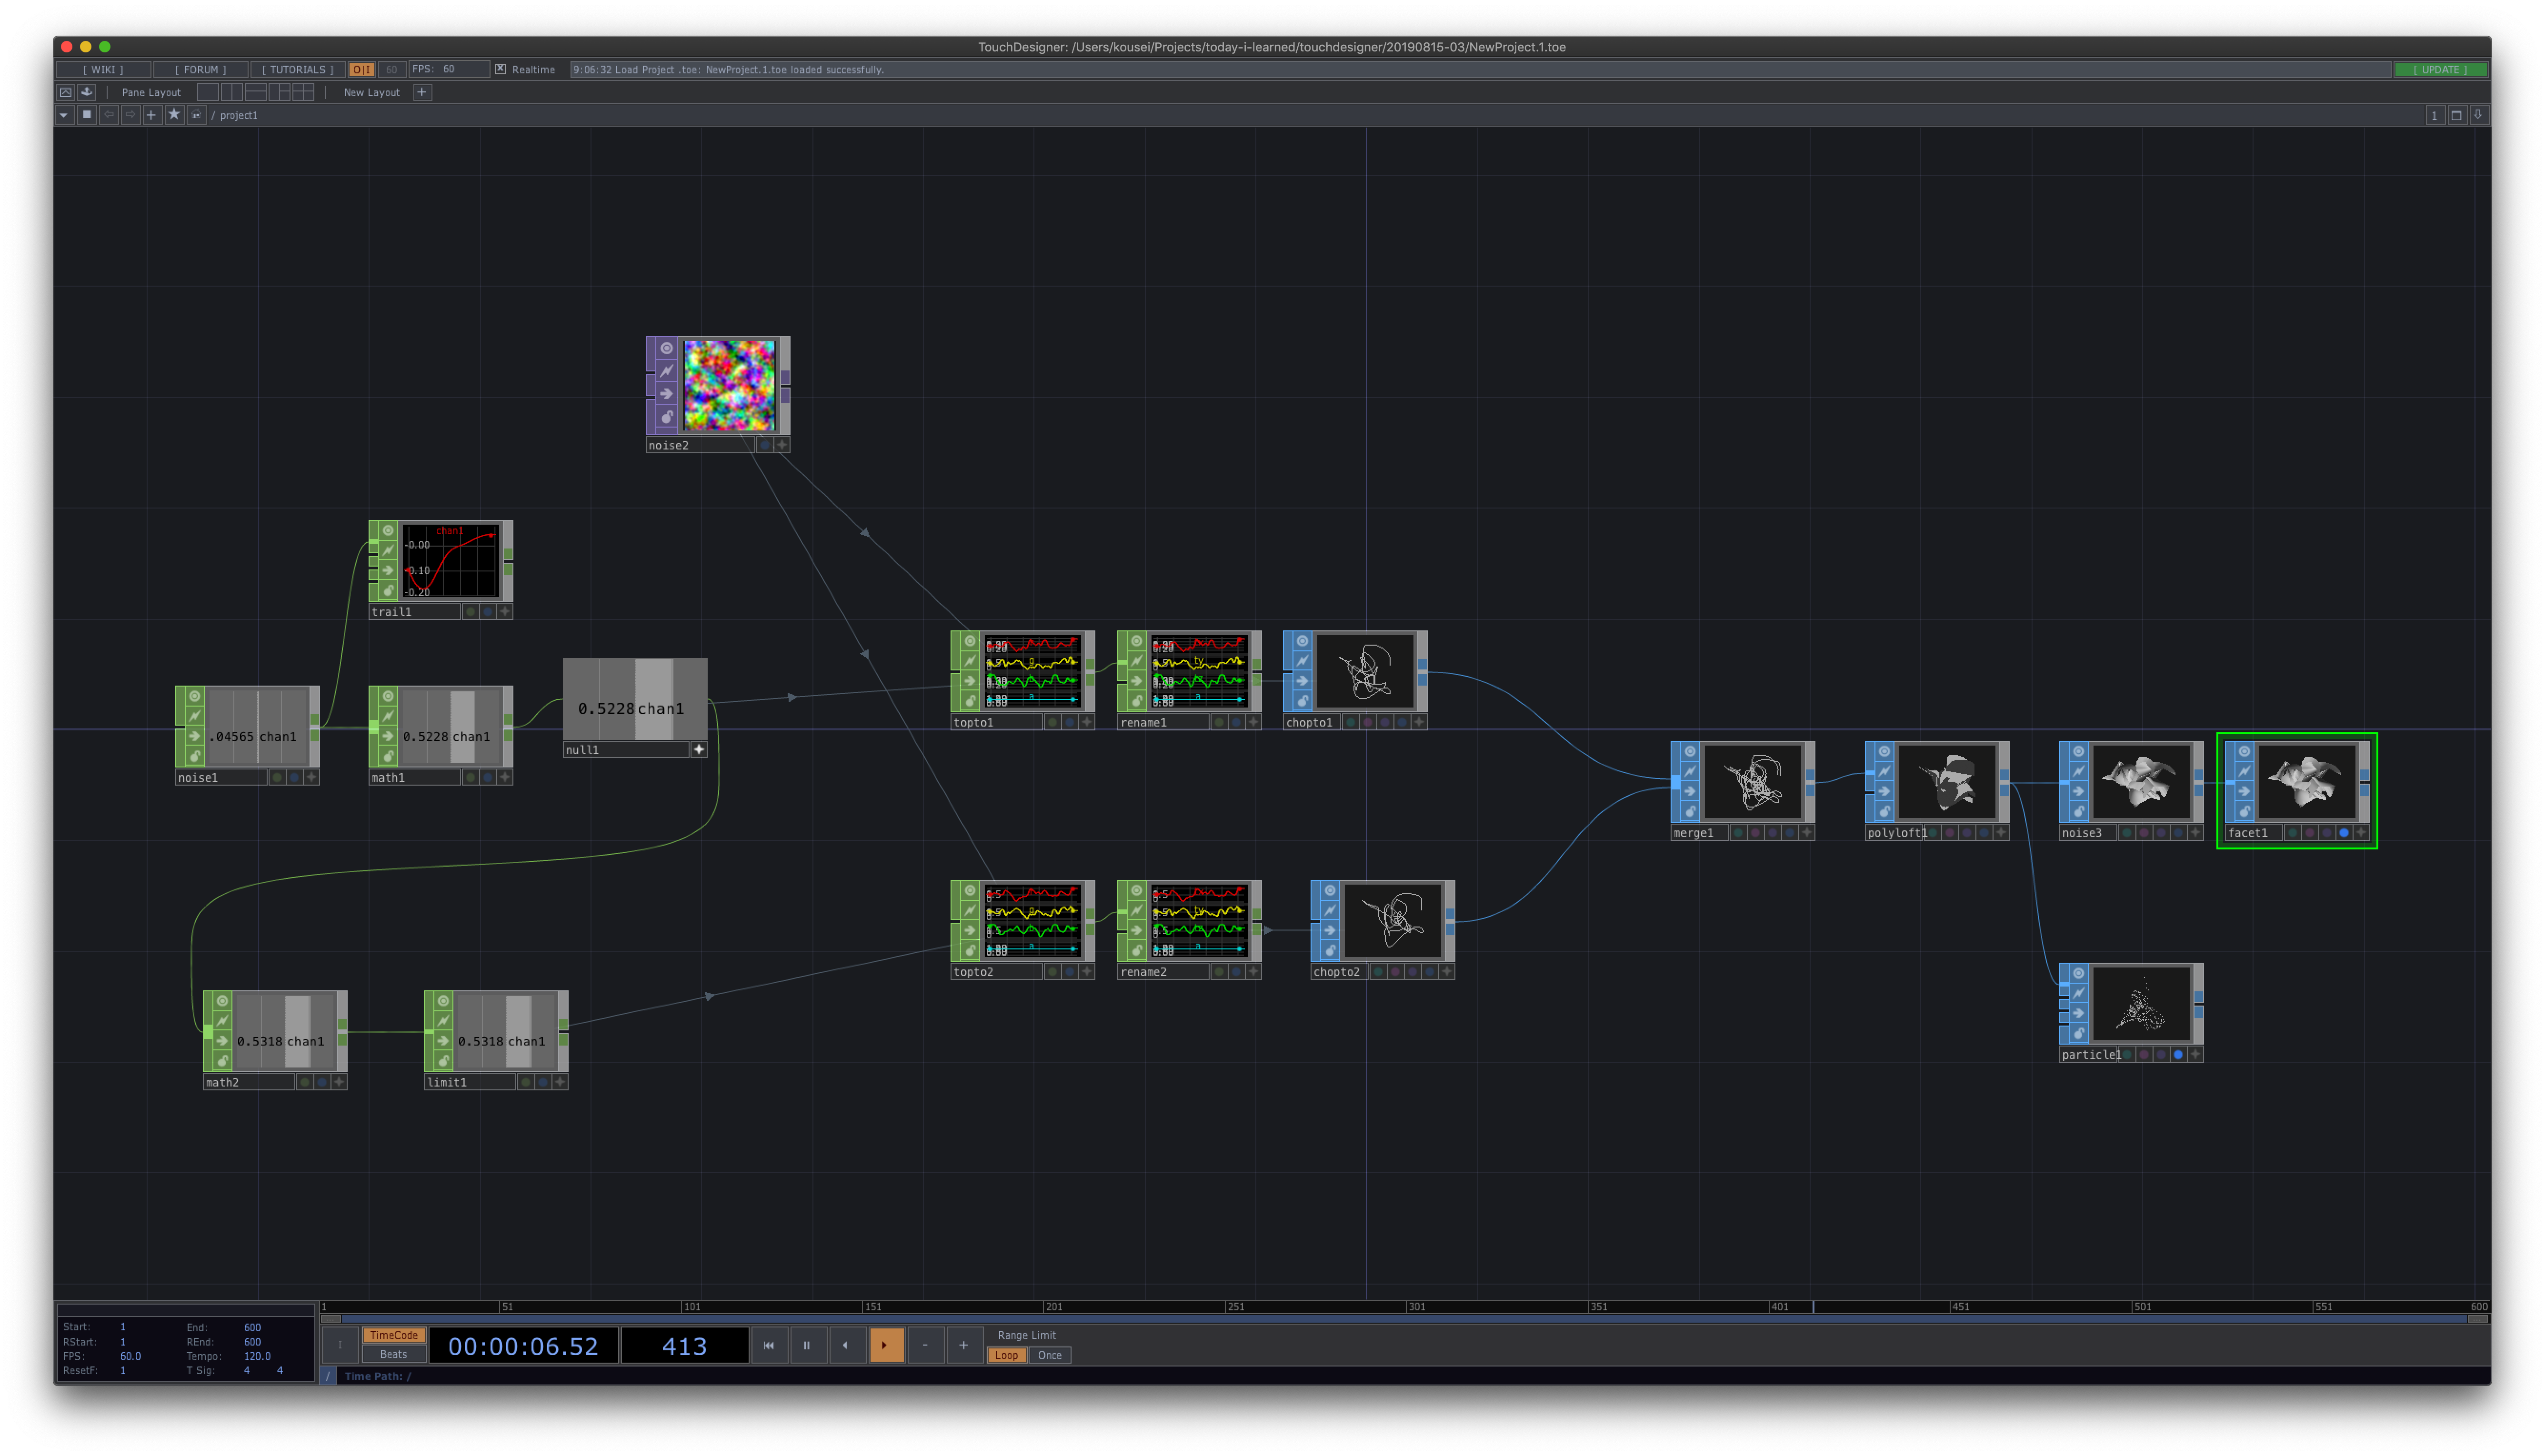 TouchDesigner: /Users/kousei/Projects/today-i-learned/touchdesigner/20190815-03/NewProject.1.toe
[ WIKI ] [ FORUM ] [ TUTORIALS ] O|I 60 FPS: 60 Realtime 9:06:32 Load Project .toe: NewProject.1.toe loaded successfully. [ UPDATE ]
Pane Layout New Layout +
/ project1 1
noise2
chan1
-0.00
-0.10
-0.20
trail1
g ty
a a
topto1 rename1 chopto1
.04565 chan1 0.5228 chan1 0.5228 chan1
noise1 math1 null1
merge1 polyloft1 noise3 facet1
g ty
a a
topto2 rename2 chopto2
0.5318 chan1 0.5318 chan1
math2 limit1
particle1
1 51 101 151 201 251 301 351 401 451 501 551 600
Start: 1 End: 600
RStart: 1 REnd: 600
FPS: 60.0 Tempo: 120.0
ResetF: 1 T Sig: 4 4
TimeCode
Beats
00:00:06.52 413 - +
Range Limit
Loop Once
/ Time Path: /